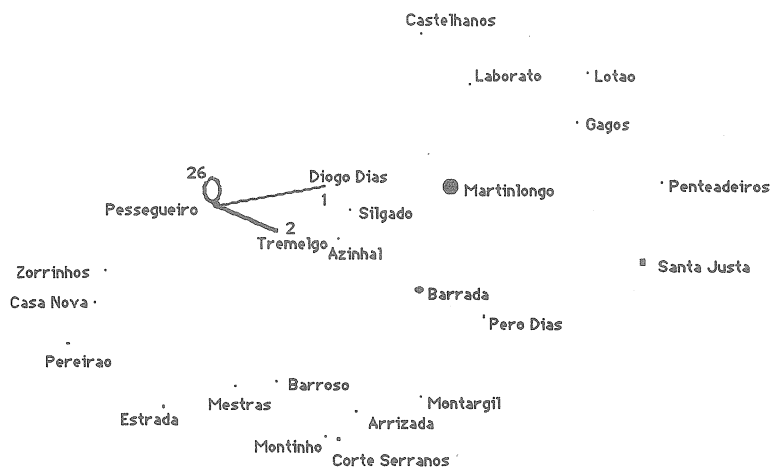 Castelhanos
Laborato
Lotao
Gagos
26
Diogo Dias
1
Martinlongo
Penteadeiros
Pessegueiro
Silgado
2
Tremelgo
Azinhal
Zorrinhos
Santa Justa
Casa Nova
Barrada
Pero Dias
Pereirao
Barroso
Mestras
Montargil
Estrada
Arrizada
Montinho
Corte Serranos